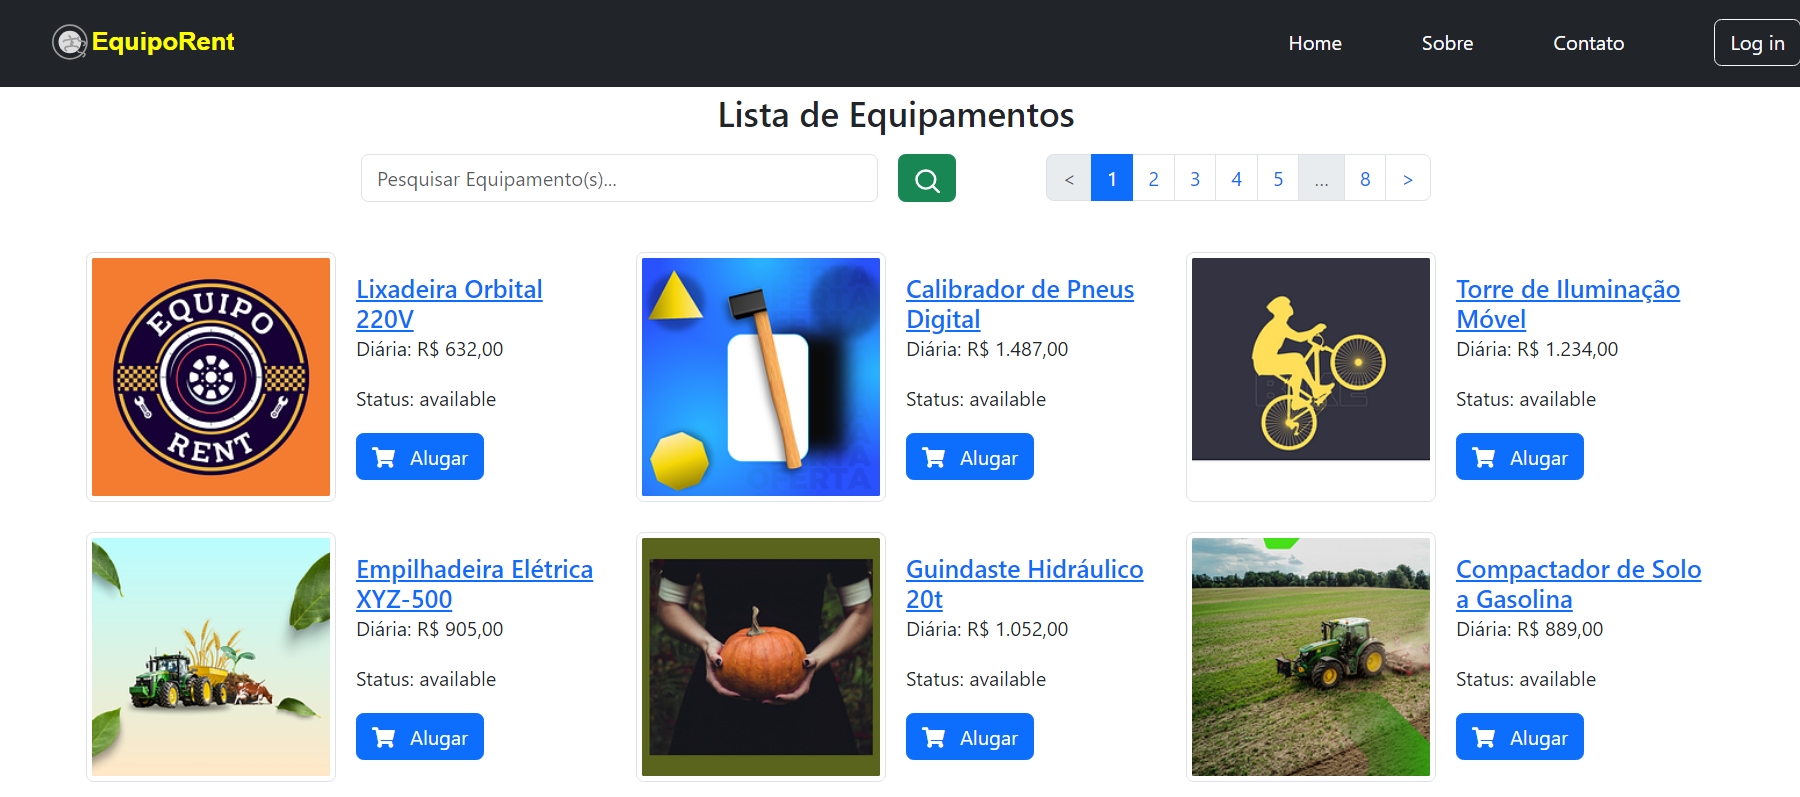 EquipoRent
Home
Sobre
Contato
Log in
Lista de Equipamentos
Pesquisar Equipamento(s)...
< 1 2 3 4 5 ... 8 >
EQUIPO
RENT
Lixadeira Orbital
220V
Diária: R$ 632,00
Status: available
Alugar
OFERTA
Calibrador de Pneus
Digital
Diária: R$ 1.487,00
Status: available
Alugar
BIKE
Torre de Iluminação
Móvel
Diária: R$ 1.234,00
Status: available
Alugar
Empilhadeira Elétrica
XYZ-500
Diária: R$ 905,00
Status: available
Alugar
Guindaste Hidráulico
20t
Diária: R$ 1.052,00
Status: available
Alugar
Compactador de Solo
a Gasolina
Diária: R$ 889,00
Status: available
Alugar